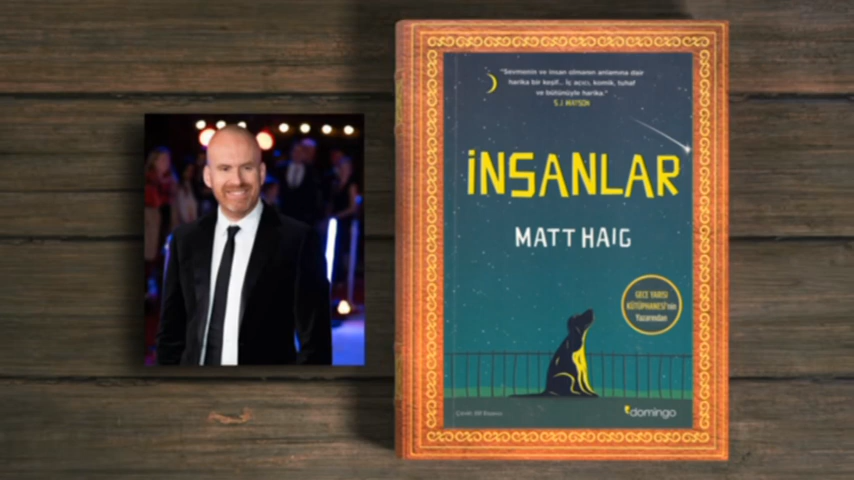 "Sevmenin ve insan olmanın anlamına dair
harika bir keşif... İç açıcı, komik, tuhaf
ve bütünüyle harika."
S.J. WATSON
İNSANLAR
MATT HAIG
GECE YARISI
KÜTÜPHANESİ'nin
Yazarından
domingo